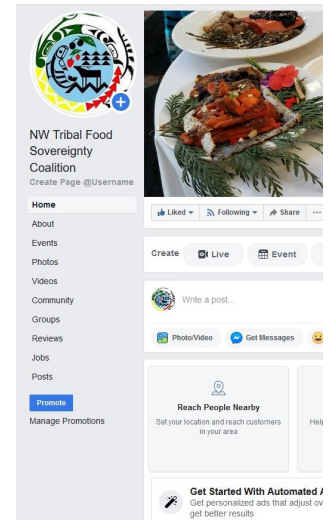 NW Tribal Food
Sovereignty
Coalition
Create Page @Username
Home
About
Events
Photos
Videos
Community
Groups
Reviews
Jobs
Posts
Promote
Manage Promotions
Liked
Following
Share
...
Create
Live
Event
Write a post...
Photo/Video
Get Messages
Reach People Nearby
Set your location and reach customers
in your area
Get Started With Automated A
Get personalized ads that adjust ov
get better results